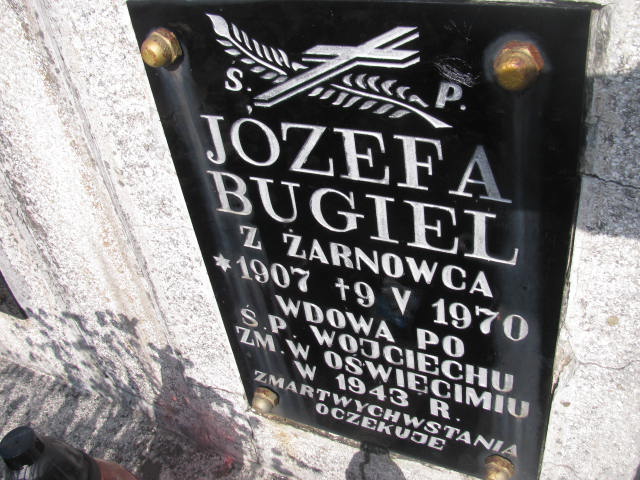 Ś. P.
JÓZEFA
BUGIEL
Z ŻARNOWCA
*1907 †9 V 1970
WDOWA PO
Ś.P. WOJCIECHU
ZM. W OŚWIĘCIMIU
W 1943 R.
ZMARTWYCHWSTANIA
OCZEKUJE